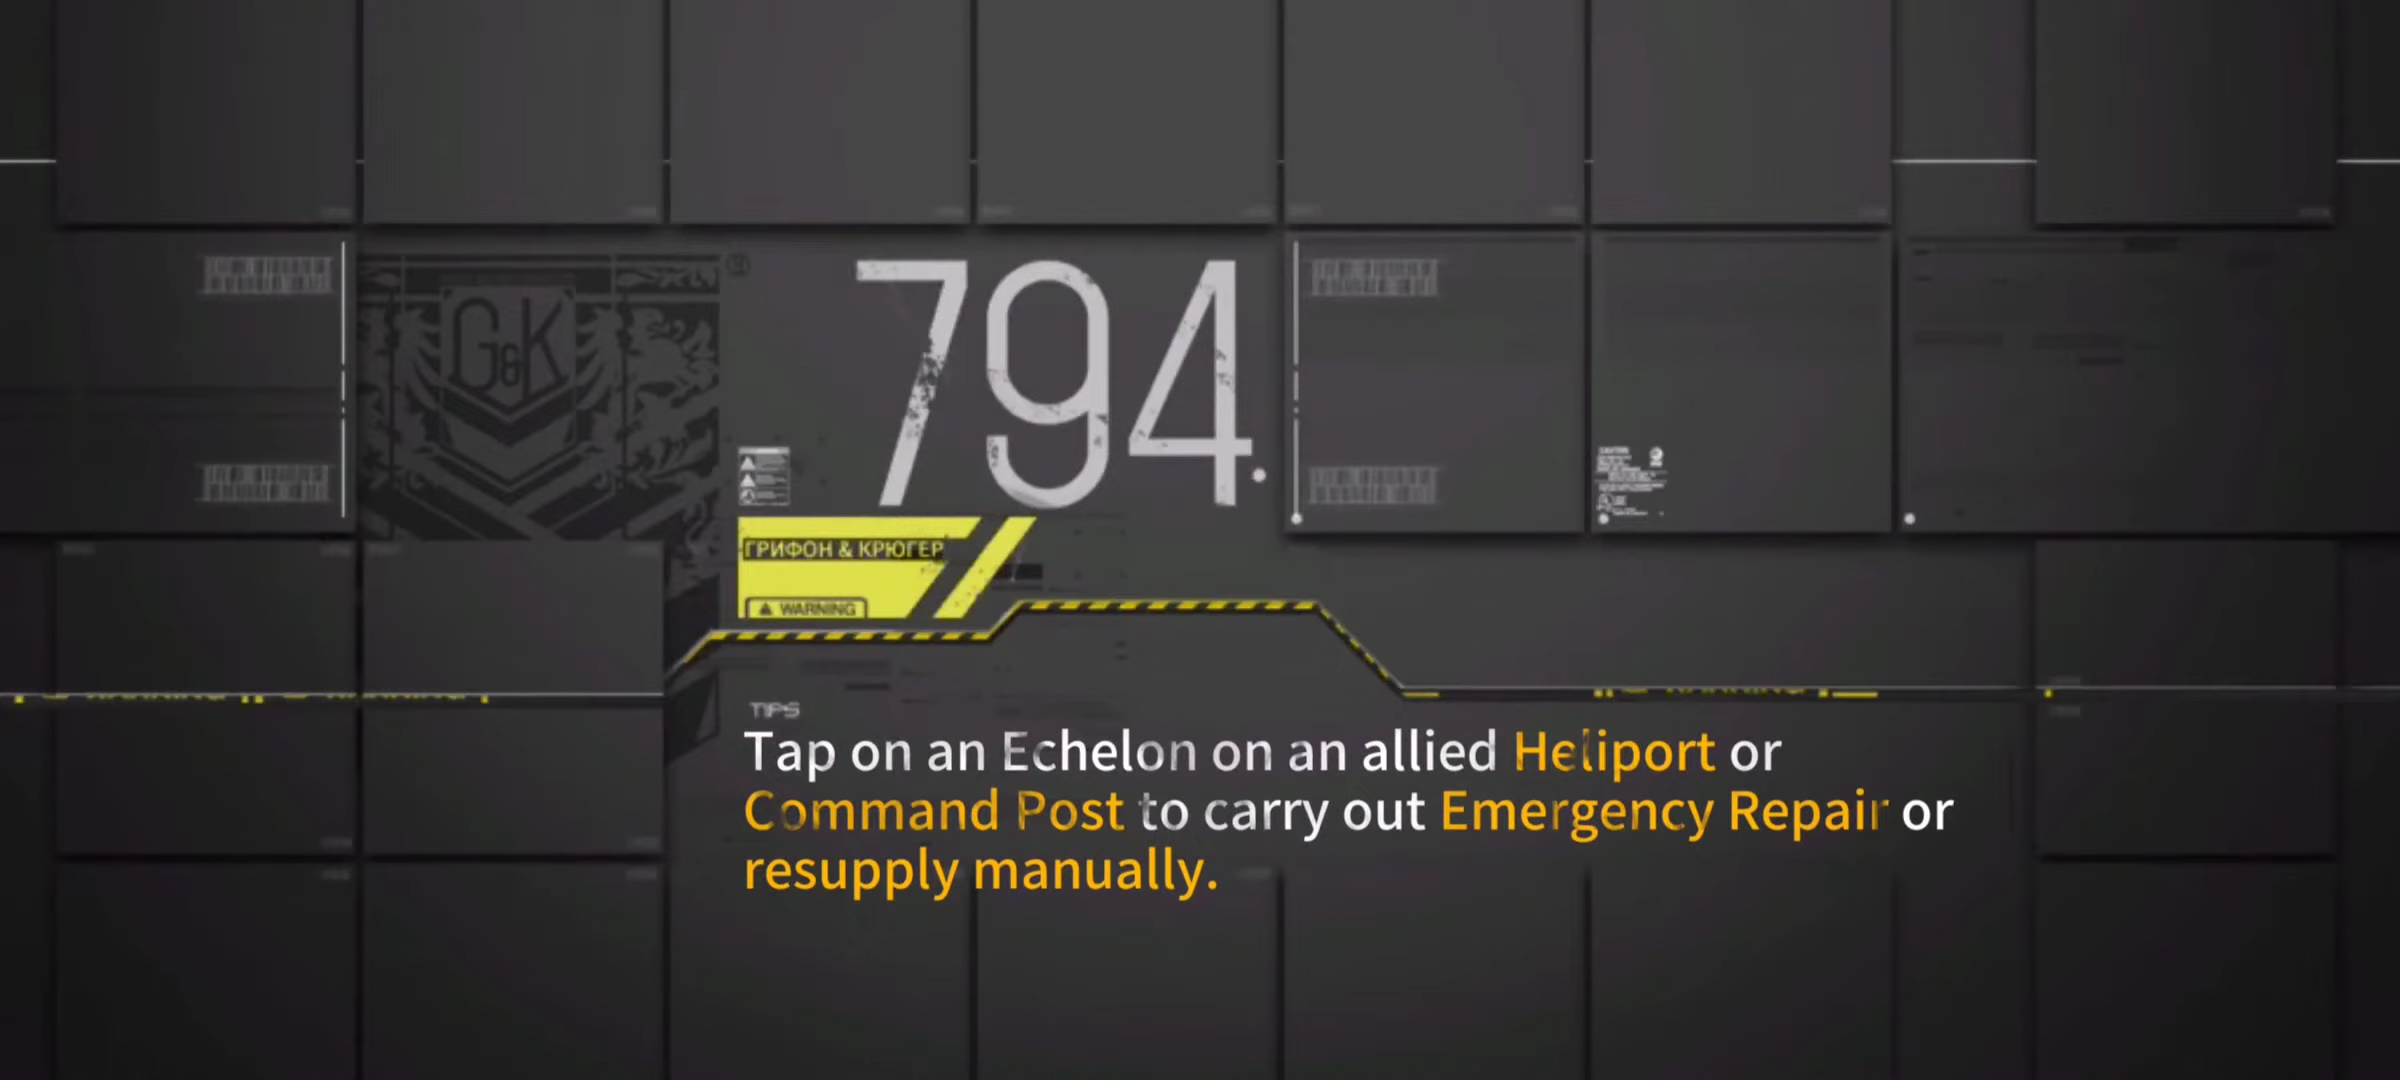 G&K
794.
ГРИФОН & КРЮГЕР
WARNING
TIPS
Tap on an Echelon on an allied Heliport or
Command Post to carry out Emergency Repair or
resupply manually.